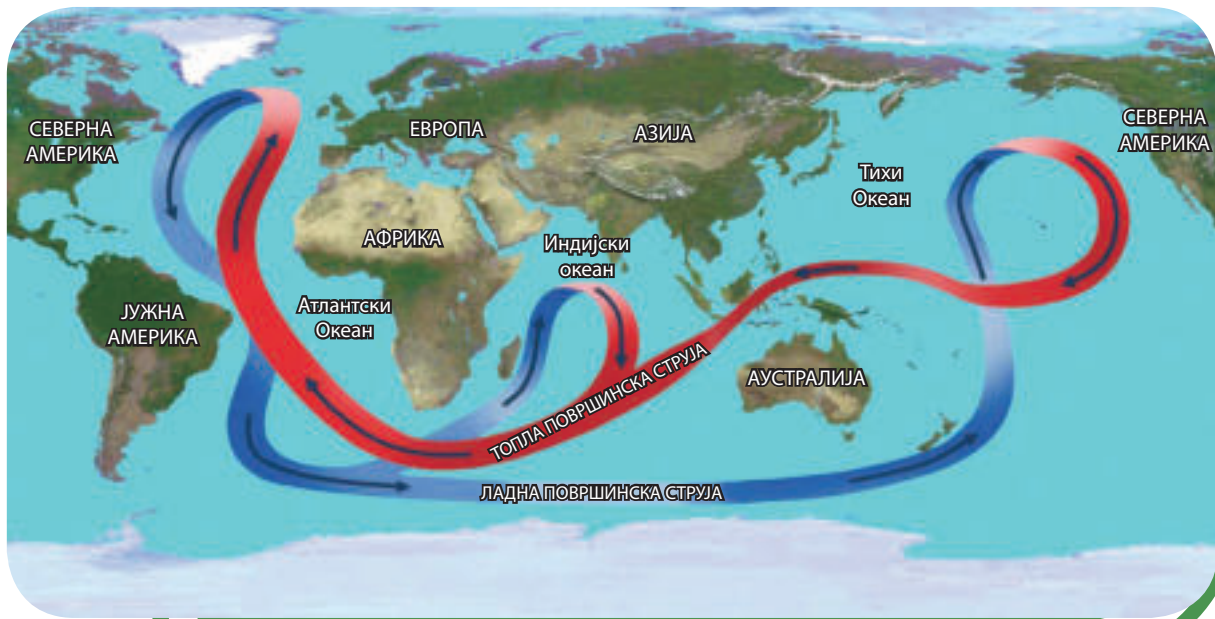 СЕВЕРНА
АМЕРИКА
ЕВРОПА
АЗИЈА
СЕВЕРНА
АМЕРИКА
Тихи
Океан
АФРИКА
Индијски
океан
ЈУЖНА
АМЕРИКА
Атлантски
Океан
ТОПЛА ПОВРШИНСКА СТРУЈА
АУСТРАЛИЈА
ЛАДНА ПОВРШИНСКА СТРУЈА